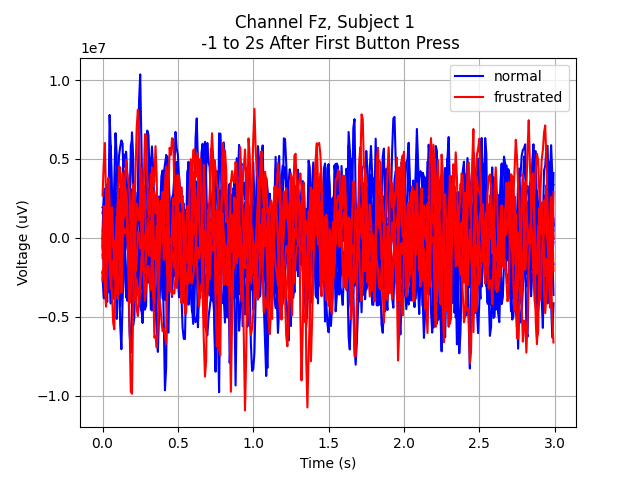 Channel Fz, Subject 1
-1 to 2s After First Button Press
1e7
normal
frustrated
1.0
0.5
0.0
−0.5
−1.0
Voltage (uV)
0.0 0.5 1.0 1.5 2.0 2.5 3.0
Time (s)